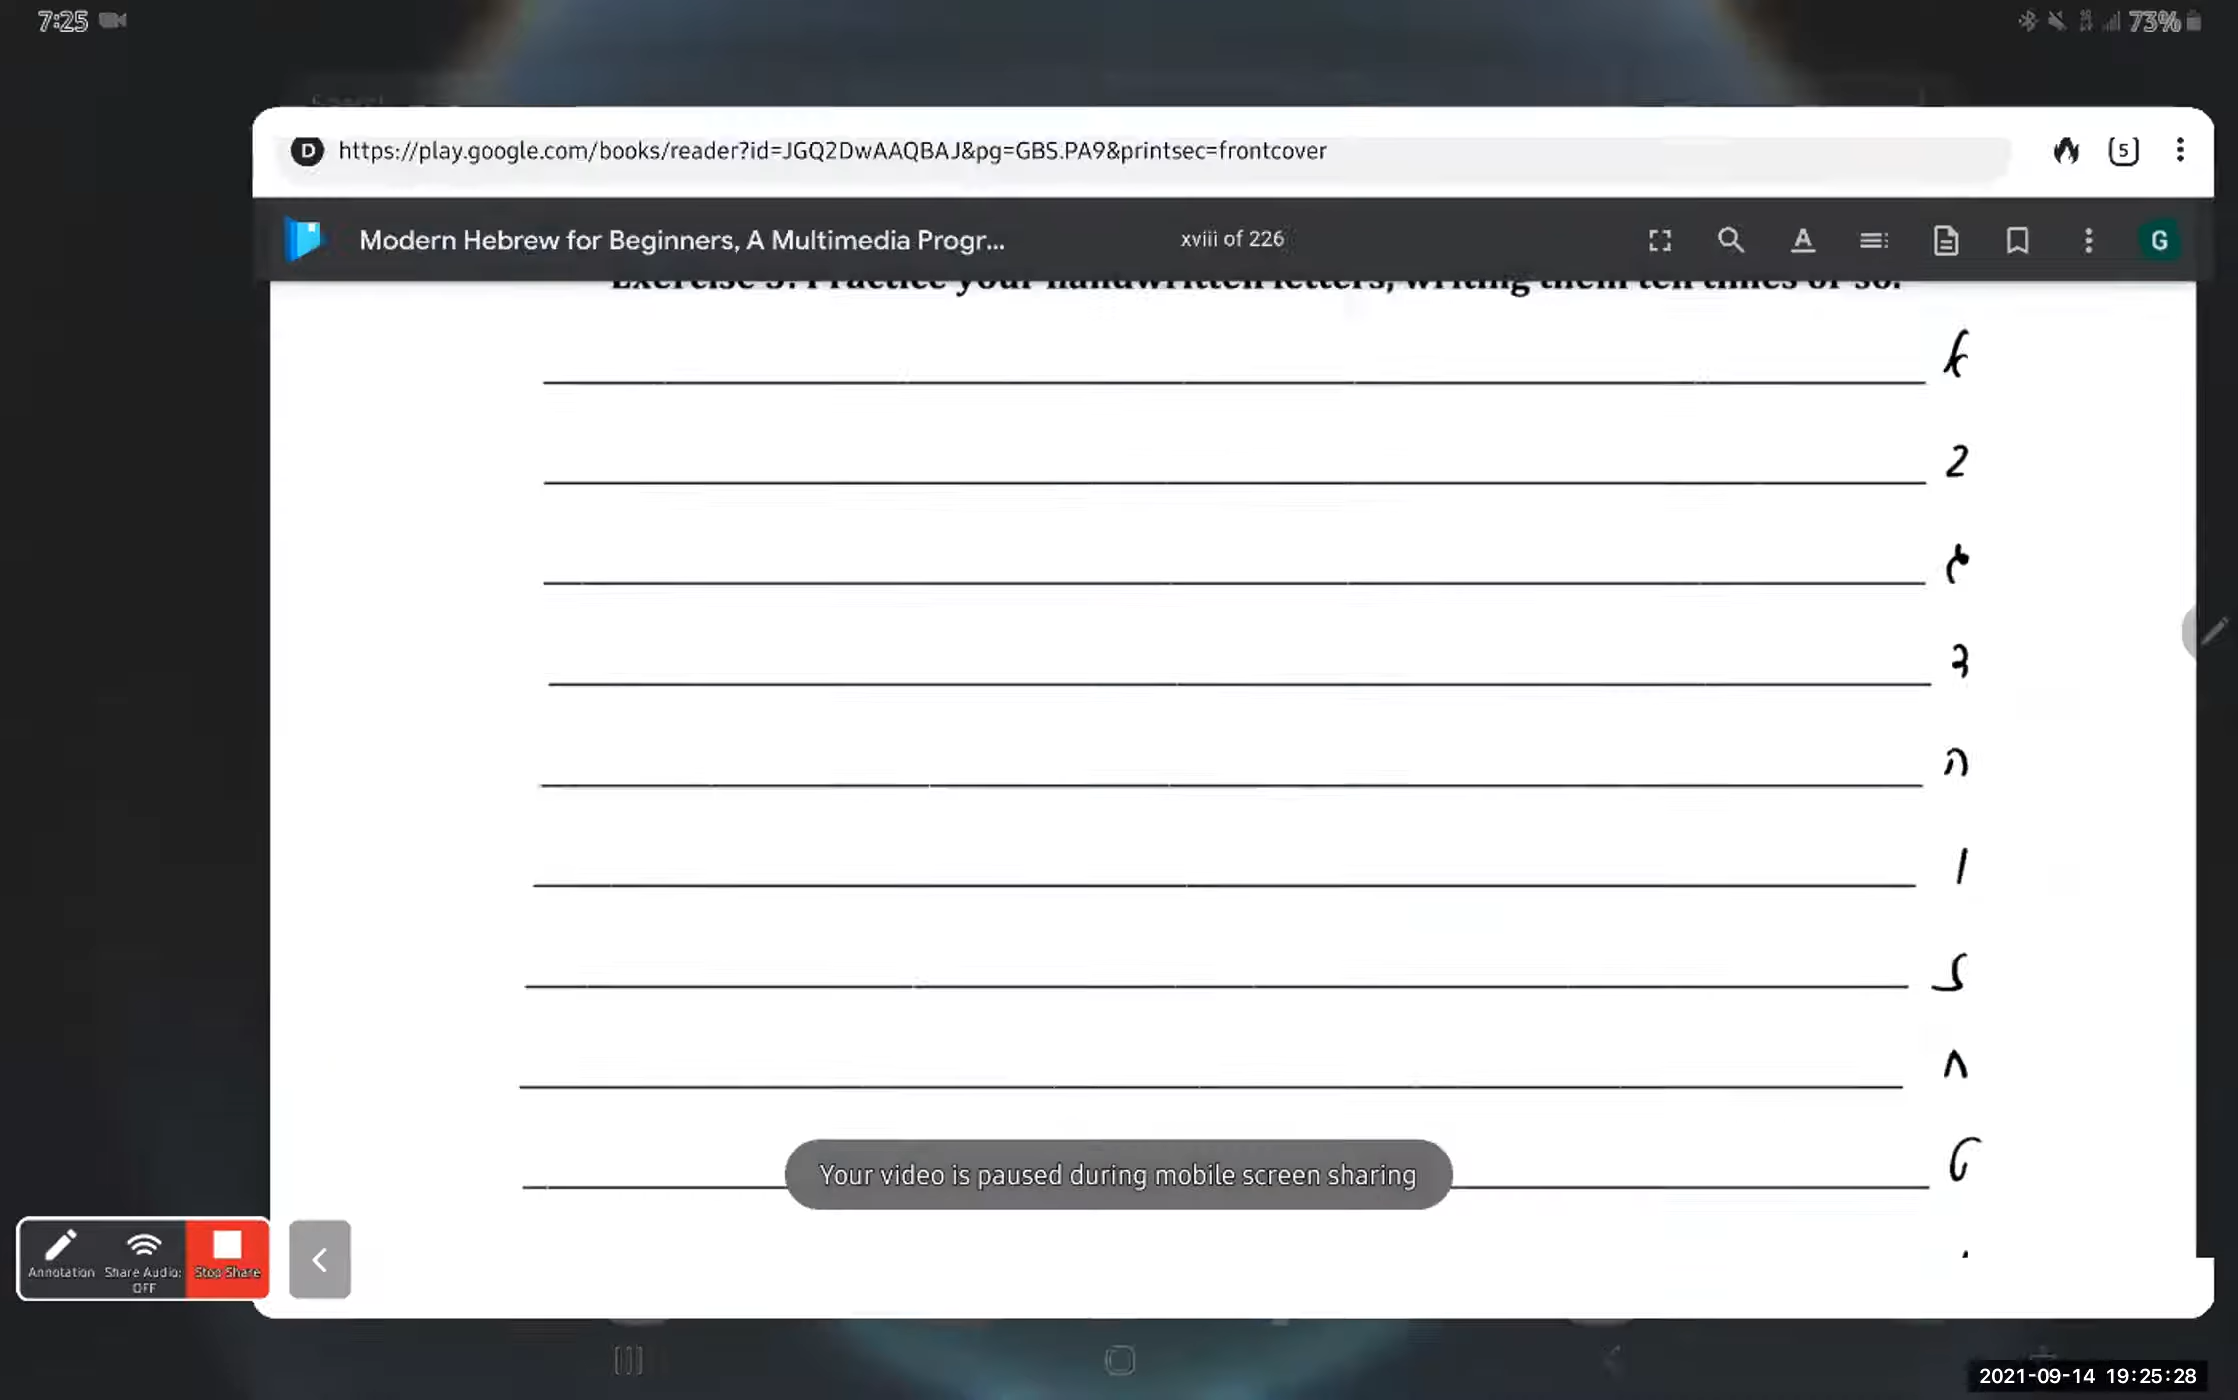 7:25
73%
D https://play.google.com/books/reader?id=JGQ2DwAAQBAJ&pg=GBS.PA9&printsec=frontcover 5
Modern Hebrew for Beginners, A Multimedia Progr... xviii of 226 A G
Exercise 5: Practice your handwritten letters, writing them ten times or so.
א
ב
ג
ד
ה
ו
ז
ח
ט
י
Your video is paused during mobile screen sharing
Annotation Share Audio: OFF Stop Share
2021-09-14 19:25:28